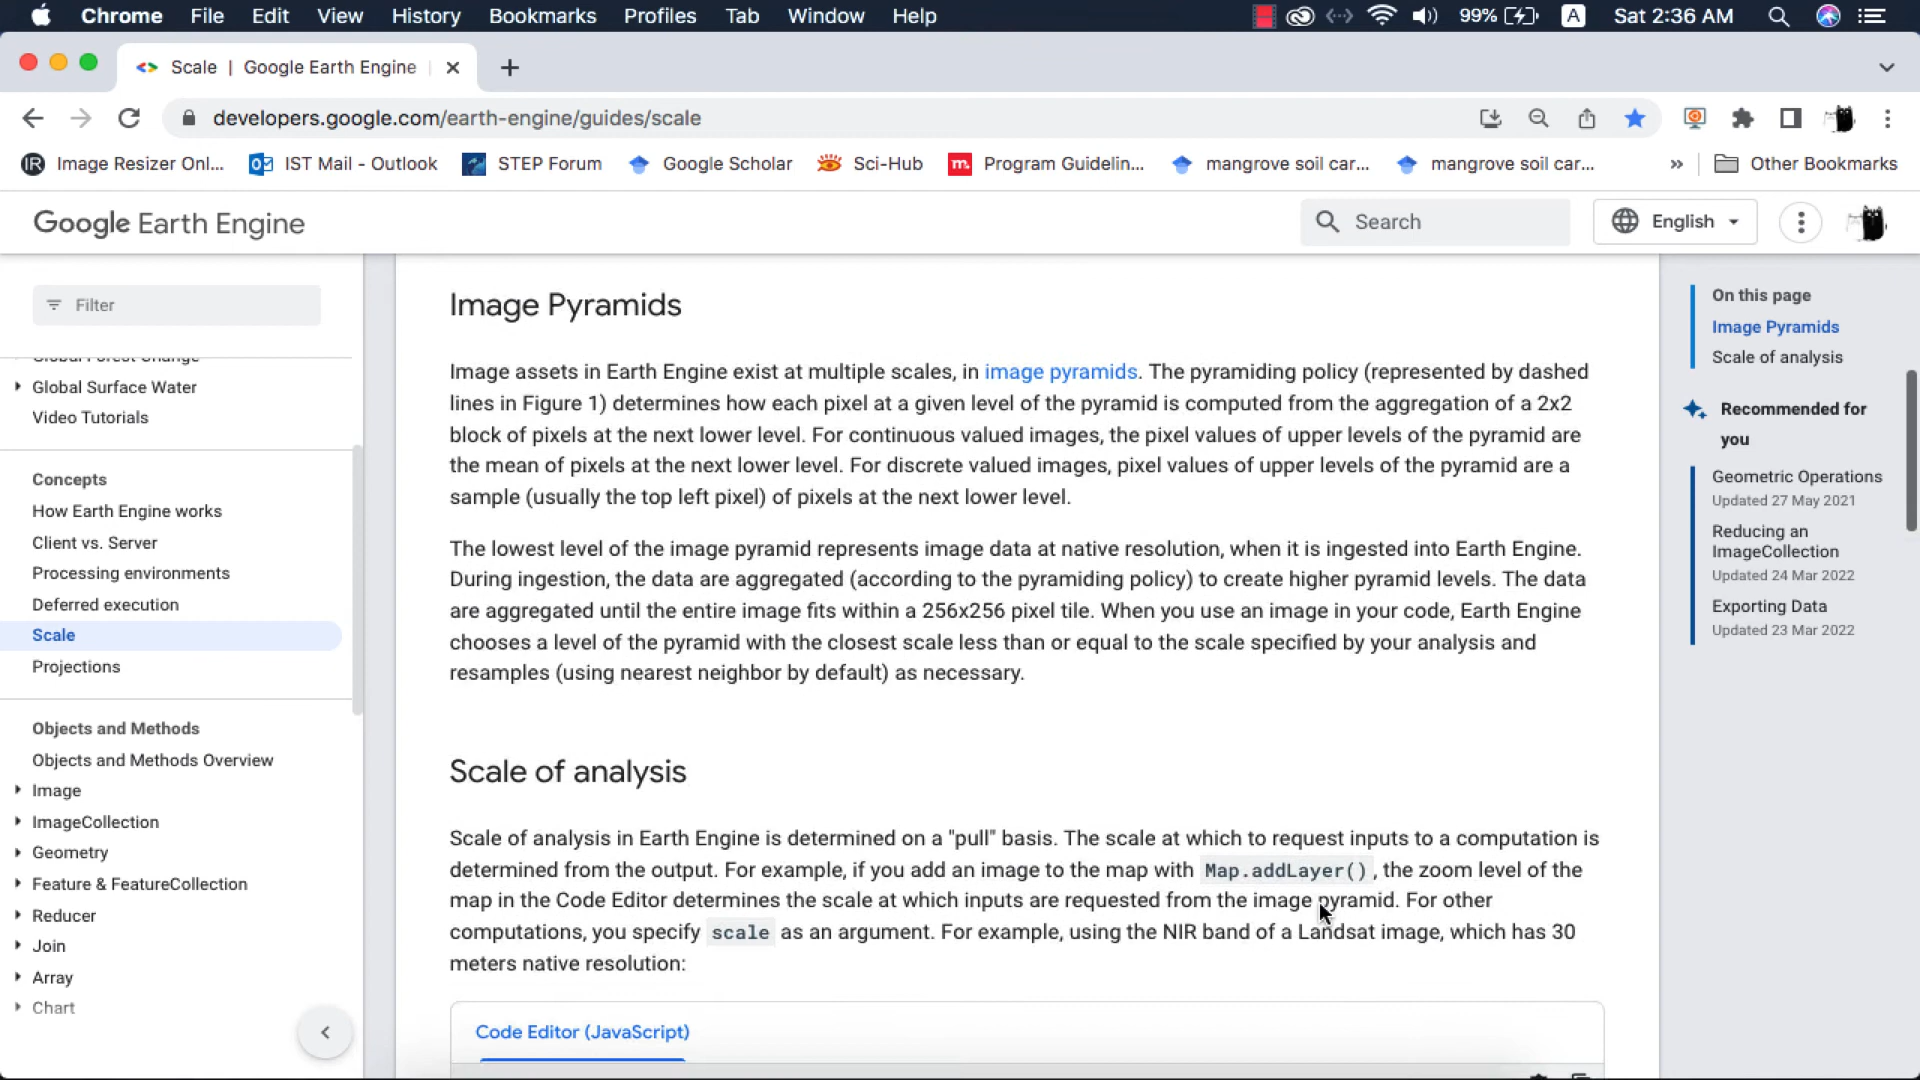 Chrome File Edit View History Bookmarks Profiles Tab Window Help 99% A Sat 2:36 AM
Scale | Google Earth Engine
developers.google.com/earth-engine/guides/scale
IR Image Resizer Onl... IST Mail - Outlook STEP Forum Google Scholar Sci-Hub m. Program Guidelin... mangrove soil car... mangrove soil car... » Other Bookmarks
Google Earth Engine Search English
Filter
Global Forest Change
Global Surface Water
Video Tutorials
Concepts
How Earth Engine works
Client vs. Server
Processing environments
Deferred execution
Scale
Projections
Objects and Methods
Objects and Methods Overview
Image
ImageCollection
Geometry
Feature & FeatureCollection
Reducer
Join
Array
Chart
Image Pyramids
Image assets in Earth Engine exist at multiple scales, in image pyramids. The pyramiding policy (represented by dashed
lines in Figure 1) determines how each pixel at a given level of the pyramid is computed from the aggregation of a 2x2
block of pixels at the next lower level. For continuous valued images, the pixel values of upper levels of the pyramid are
the mean of pixels at the next lower level. For discrete valued images, pixel values of upper levels of the pyramid are a
sample (usually the top left pixel) of pixels at the next lower level.
The lowest level of the image pyramid represents image data at native resolution, when it is ingested into Earth Engine.
During ingestion, the data are aggregated (according to the pyramiding policy) to create higher pyramid levels. The data
are aggregated until the entire image fits within a 256x256 pixel tile. When you use an image in your code, Earth Engine
chooses a level of the pyramid with the closest scale less than or equal to the scale specified by your analysis and
resamples (using nearest neighbor by default) as necessary.
Scale of analysis
Scale of analysis in Earth Engine is determined on a "pull" basis. The scale at which to request inputs to a computation is
determined from the output. For example, if you add an image to the map with Map.addLayer(), the zoom level of the
map in the Code Editor determines the scale at which inputs are requested from the image pyramid. For other
computations, you specify scale as an argument. For example, using the NIR band of a Landsat image, which has 30
meters native resolution:
Code Editor (JavaScript)
On this page
Image Pyramids
Scale of analysis
Recommended for
you
Geometric Operations
Updated 27 May 2021
Reducing an
ImageCollection
Updated 24 Mar 2022
Exporting Data
Updated 23 Mar 2022